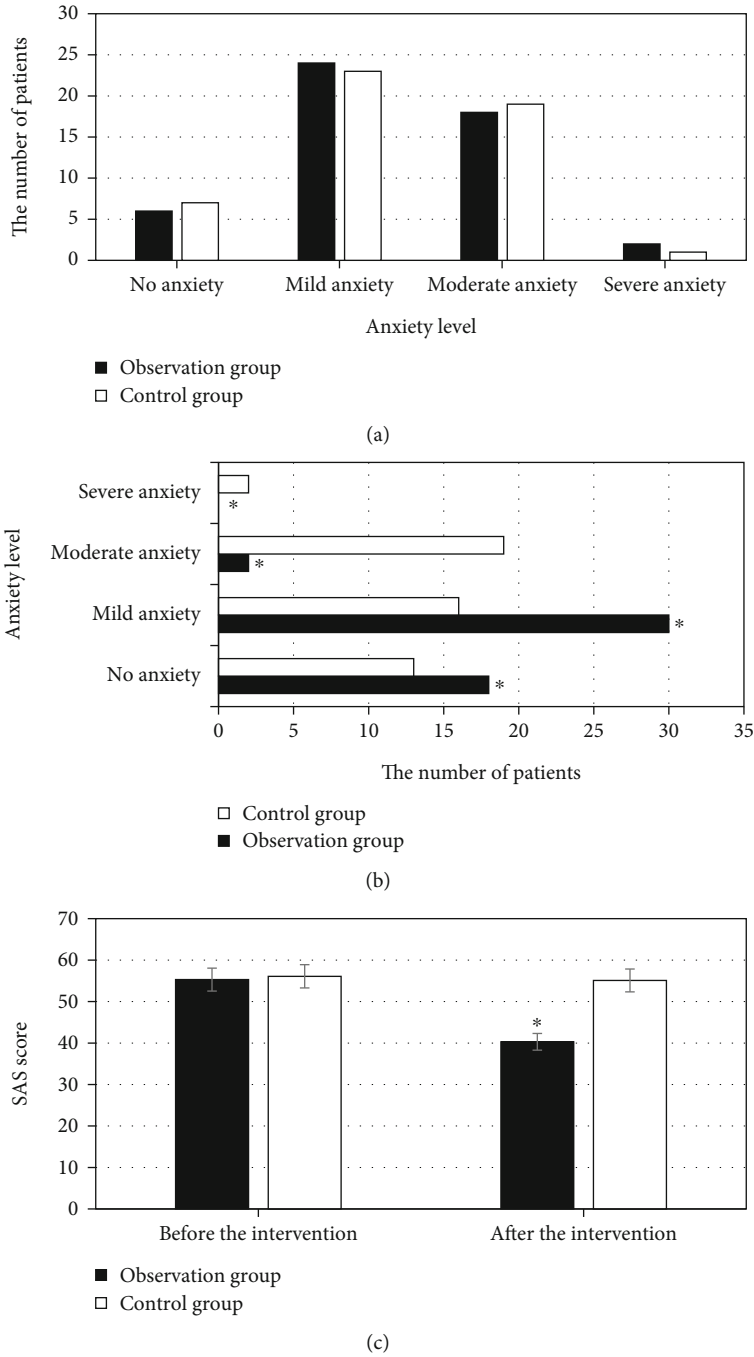 30
25
20
15
10
5
0
The number of patients
No anxiety Mild anxiety Moderate anxiety Severe anxiety
Anxiety level
Observation group
Control group
(a)
Anxiety level
Severe anxiety
*
Moderate anxiety
*
Mild anxiety
*
No anxiety
*
0 5 10 15 20 25 30 35
The number of patients
Control group
Observation group
(b)
70
60
50
40
30
20
10
0
SAS score
*
Before the intervention After the intervention
Observation group
Control group
(c)